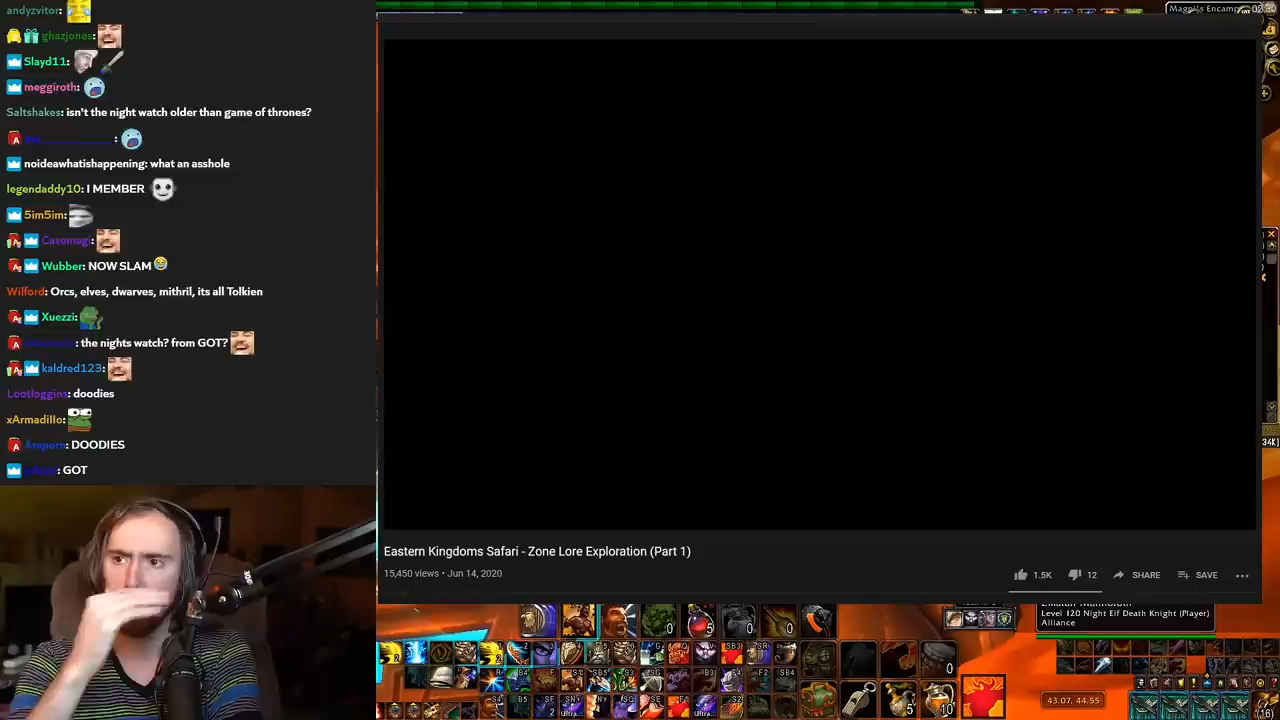 andyzvitor:
ghazjones:
Slayd11:
meggiroth:
Saltshakes: isn't the night watch older than game of thrones?
noideawhatishappening: what an asshole
legendaddy10: I MEMBER
5im5im:
Cavemagi:
Wubber: NOW SLAM
Wilford: Orcs, elves, dwarves, mithril, its all Tolkien
Xuezzi:
: the nights watch? from GOT?
kaldred123:
Lootloggins: doodies
xArmadillo:
: DOODIES
: GOT
Eastern Kingdoms Safari - Zone Lore Exploration (Part 1)
15,450 views • Jun 14, 2020
1.5K
12
SHARE
SAVE
Level 120 Night Elf Death Knight (Player)
Alliance
43.07, 44.55